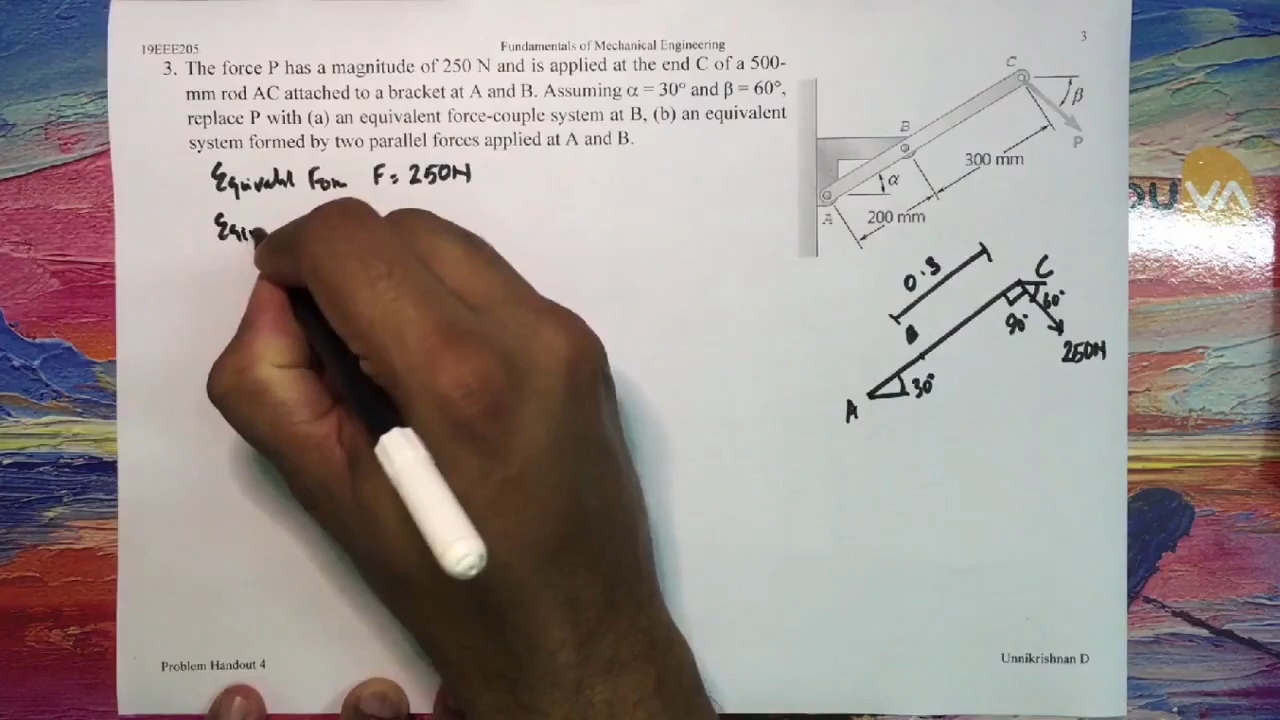 19EEE205
Fundamentals of Mechanical Engineering
3
3. The force P has a magnitude of 250 N and is applied at the end C of a 500-
mm rod AC attached to a bracket at A and B. Assuming α = 30° and β = 60°,
replace P with (a) an equivalent force-couple system at B, (b) an equivalent
system formed by two parallel forces applied at A and B.
F = 250N
C
β
P
B
300 mm
α
A
200 mm
UVA
0.3
C
60°
90°
B
250N
30°
A
Problem Handout 4
Unnikrishnan D